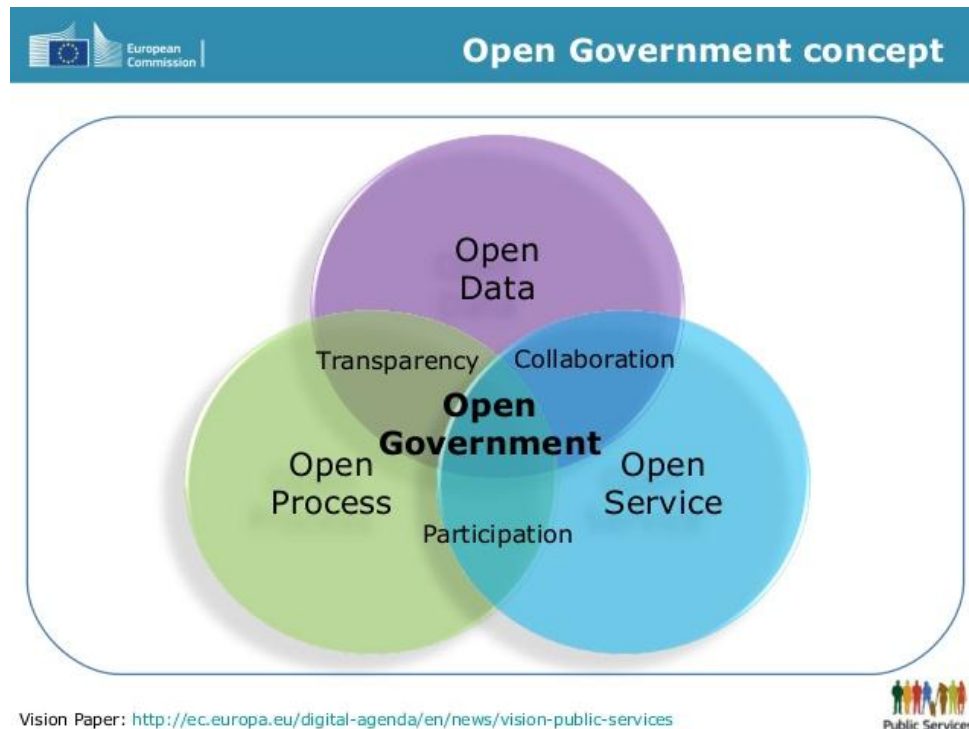 European
Commission
Open Government concept
Open
Data
Transparency
Collaboration
Open
Government
Open
Process
Open
Service
Participation
Vision Paper: http://ec.europa.eu/digital-agenda/en/news/vision-public-services
Public Services